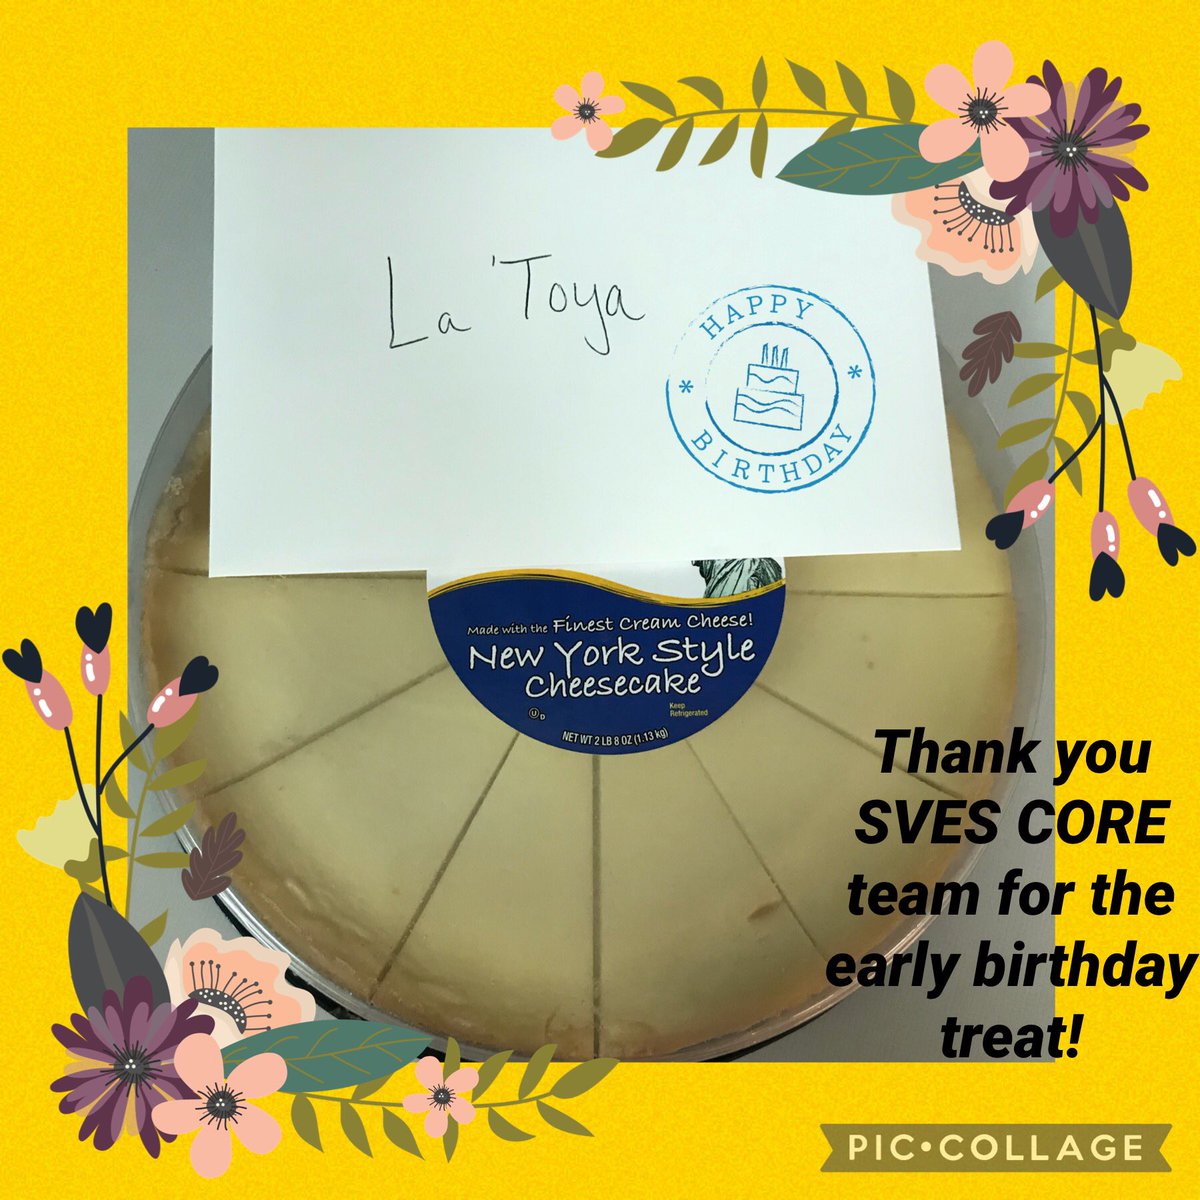 La'Toya
HAPPY
BIRTHDAY
Made with the Finest Cream Cheese!
New York Style
Cheesecake
U D
Keep
Refrigerated
NET WT 2 LB 8 OZ (1.13 kg)
Thank you
SVES CORE
team for the
early birthday
treat!
PIC•COLLAGE